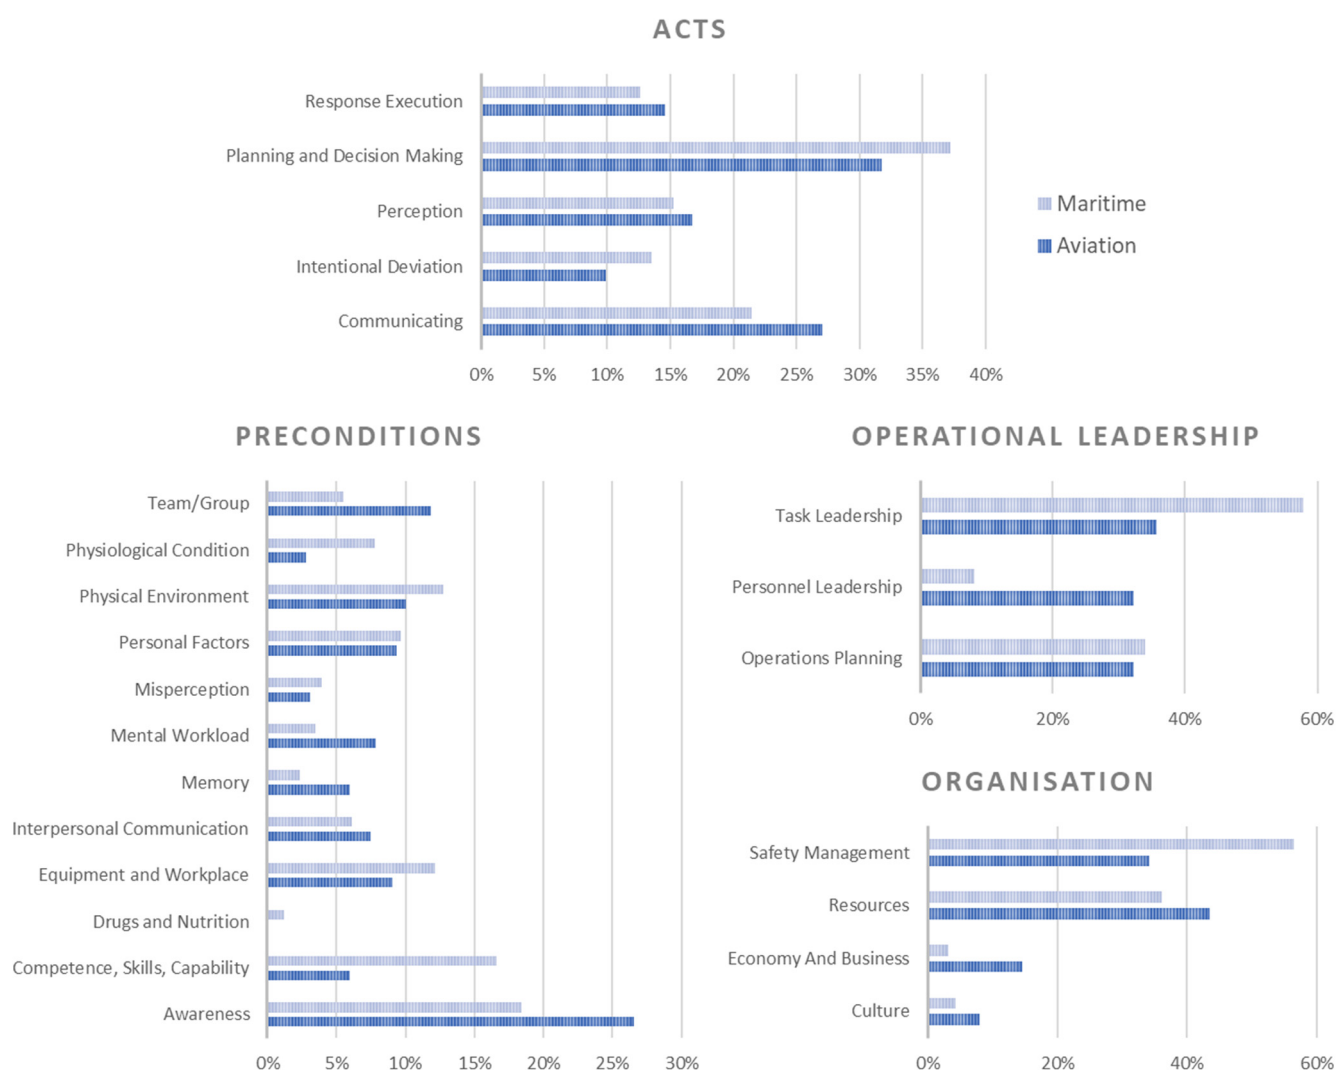 ACTS
Response Execution
Planning and Decision Making
Perception
Intentional Deviation
Communicating
0% 5% 10% 15% 20% 25% 30% 35% 40%
Maritime
Aviation
PRECONDITIONS
Team/Group
Physiological Condition
Physical Environment
Personal Factors
Misperception
Mental Workload
Memory
Interpersonal Communication
Equipment and Workplace
Drugs and Nutrition
Competence, Skills, Capability
Awareness
0% 5% 10% 15% 20% 25% 30%
OPERATIONAL LEADERSHIP
Task Leadership
Personnel Leadership
Operations Planning
0% 20% 40% 60%
ORGANISATION
Safety Management
Resources
Economy And Business
Culture
0% 20% 40% 60%